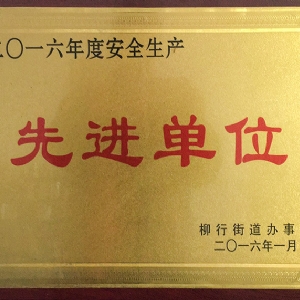 二〇一六年度安全生产
先进单位
柳行街道办事
二〇一六年一月